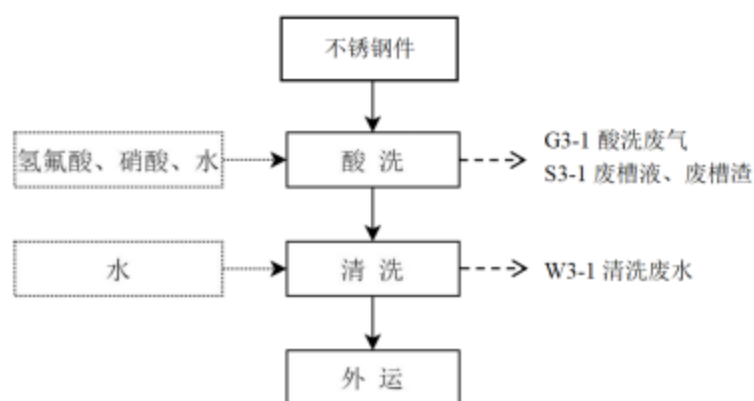 不锈钢件
氢氟酸、硝酸、水
酸 洗
G3-1 酸洗废气
S3-1 废槽液、废槽渣
水
清 洗
W3-1 清洗废水
外 运